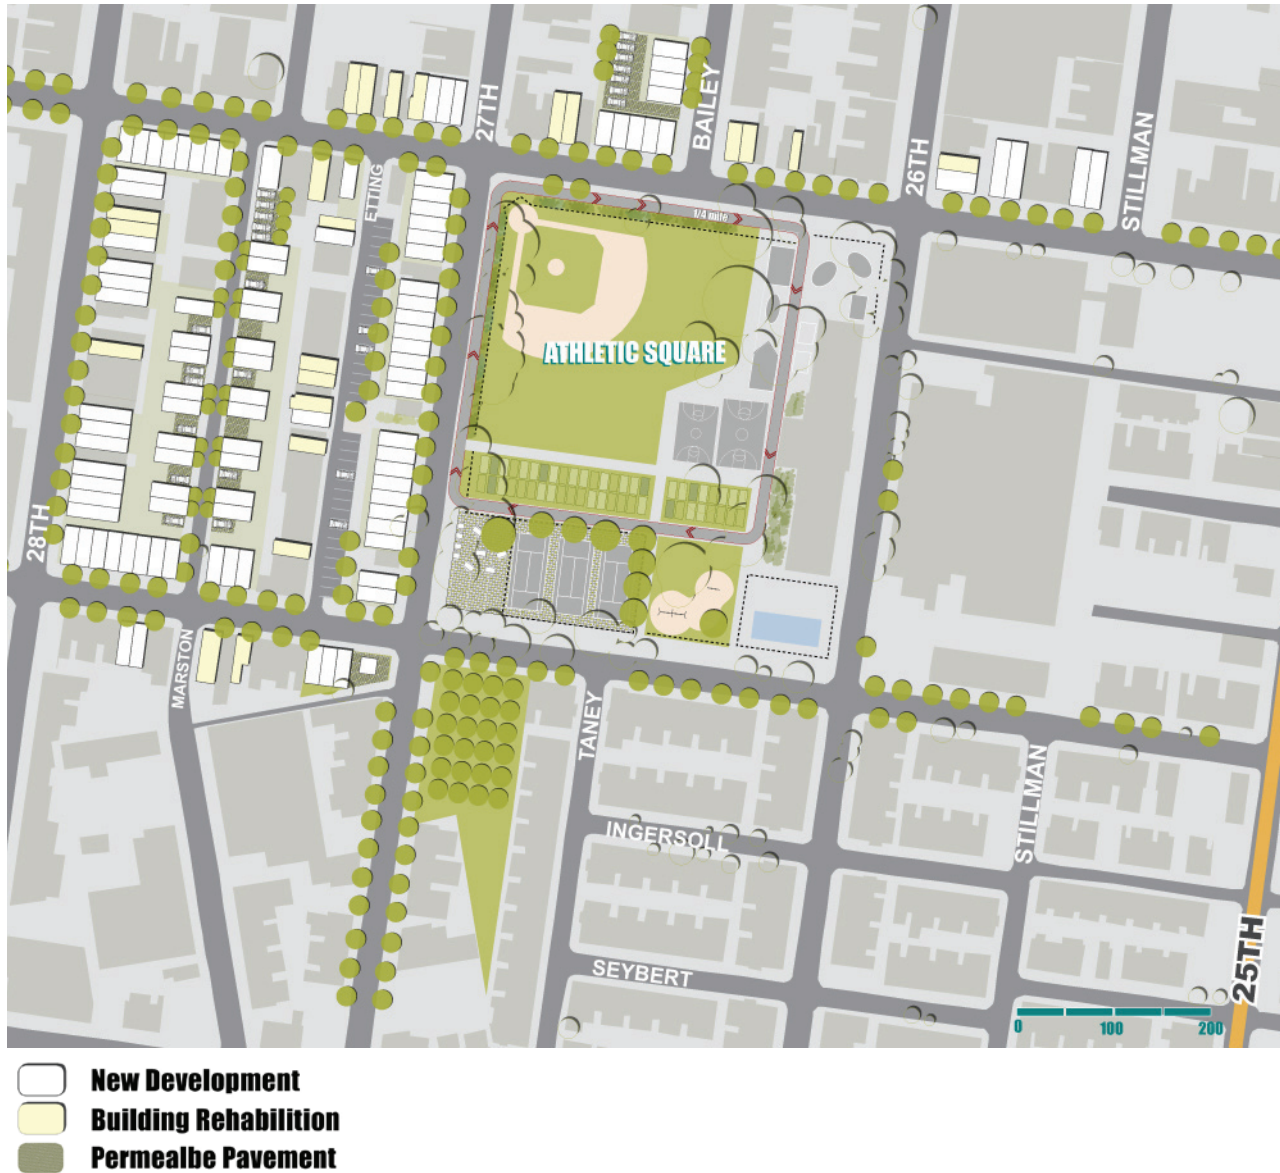 27TH
BAILEY
26TH
STILLMAN
ETTING
1/4 mile
ATHLETIC SQUARE
28TH
MARSTON
TANEY
INGERSOLL
STILLMAN
SEYBERT
25TH
0 100 200
New Development
Building Rehabilition
Permealbe Pavement